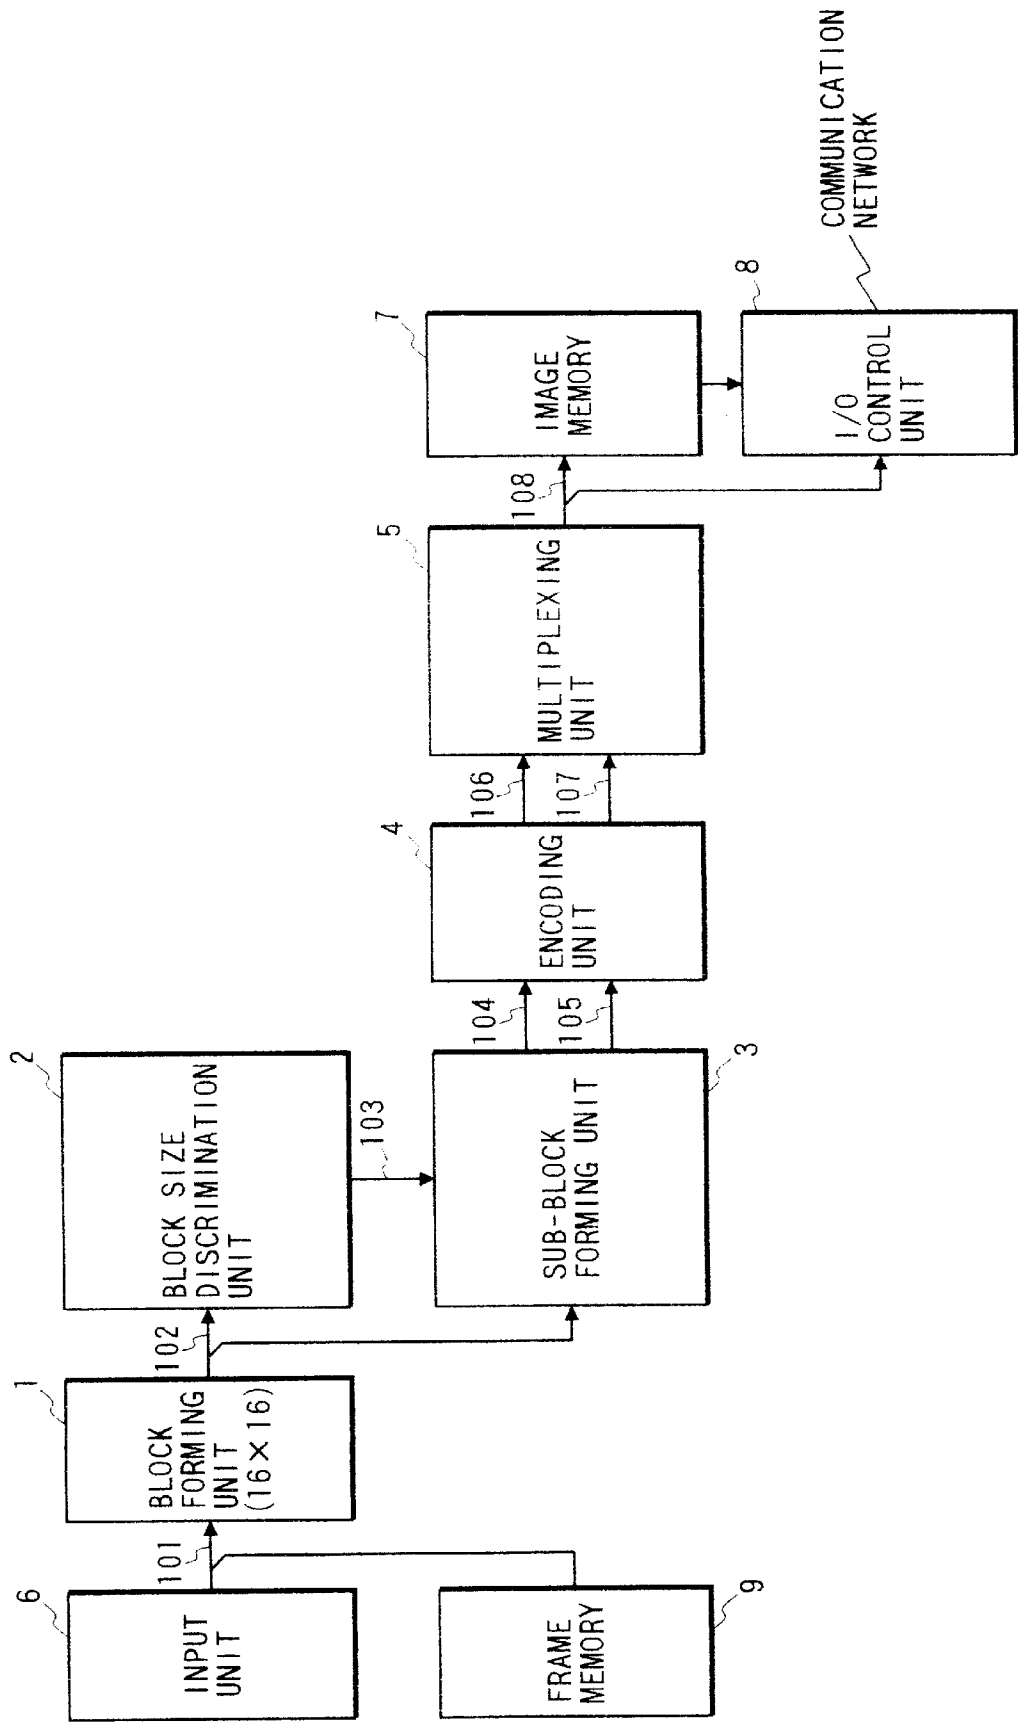 6
INPUT
UNIT
101
1
BLOCK
FORMING
UNIT
(16×16)
102
2
BLOCK SIZE
DISCRIMINATION
UNIT
103
FRAME
MEMORY
9
SUB-BLOCK
FORMING UNIT
3
104
105
4
ENCODING
UNIT
106
107
5
MULTIPLEXING
UNIT
108
7
IMAGE
MEMORY
8
I/O
CONTROL
UNIT
COMMUNICATION
NETWORK